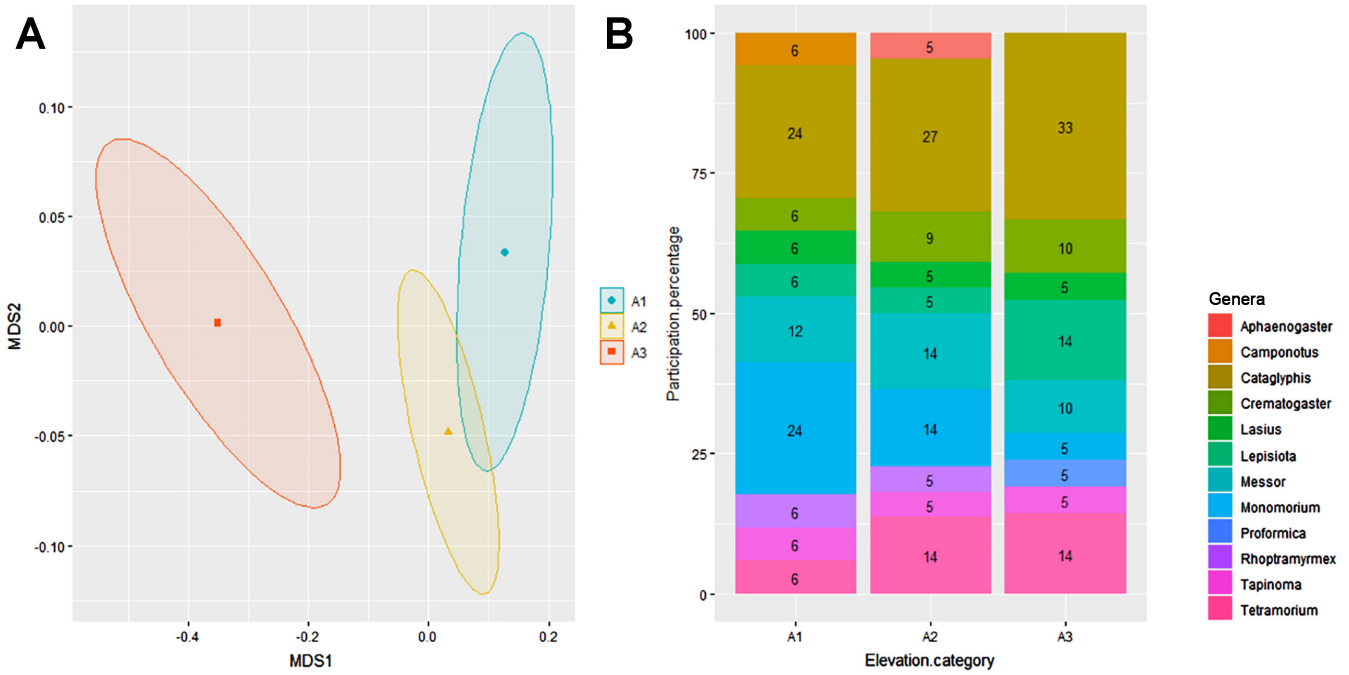 A
0.10
0.05
0.00
-0.05
-0.10
MDS2
-0.4
-0.2
0.0
0.2
MDS1
A1
A2
A3
B
100
75
50
25
0
Participation.percentage
6
24
6
6
6
12
24
6
6
6
5
27
9
5
5
14
14
5
5
14
33
10
5
14
10
5
5
5
14
A1
A2
A3
Elevation.category
Genera
Aphaenogaster
Camponotus
Cataglyphis
Crematogaster
Lasius
Lepisiota
Messor
Monomorium
Proformica
Rhoptramyrmex
Tapinoma
Tetramorium